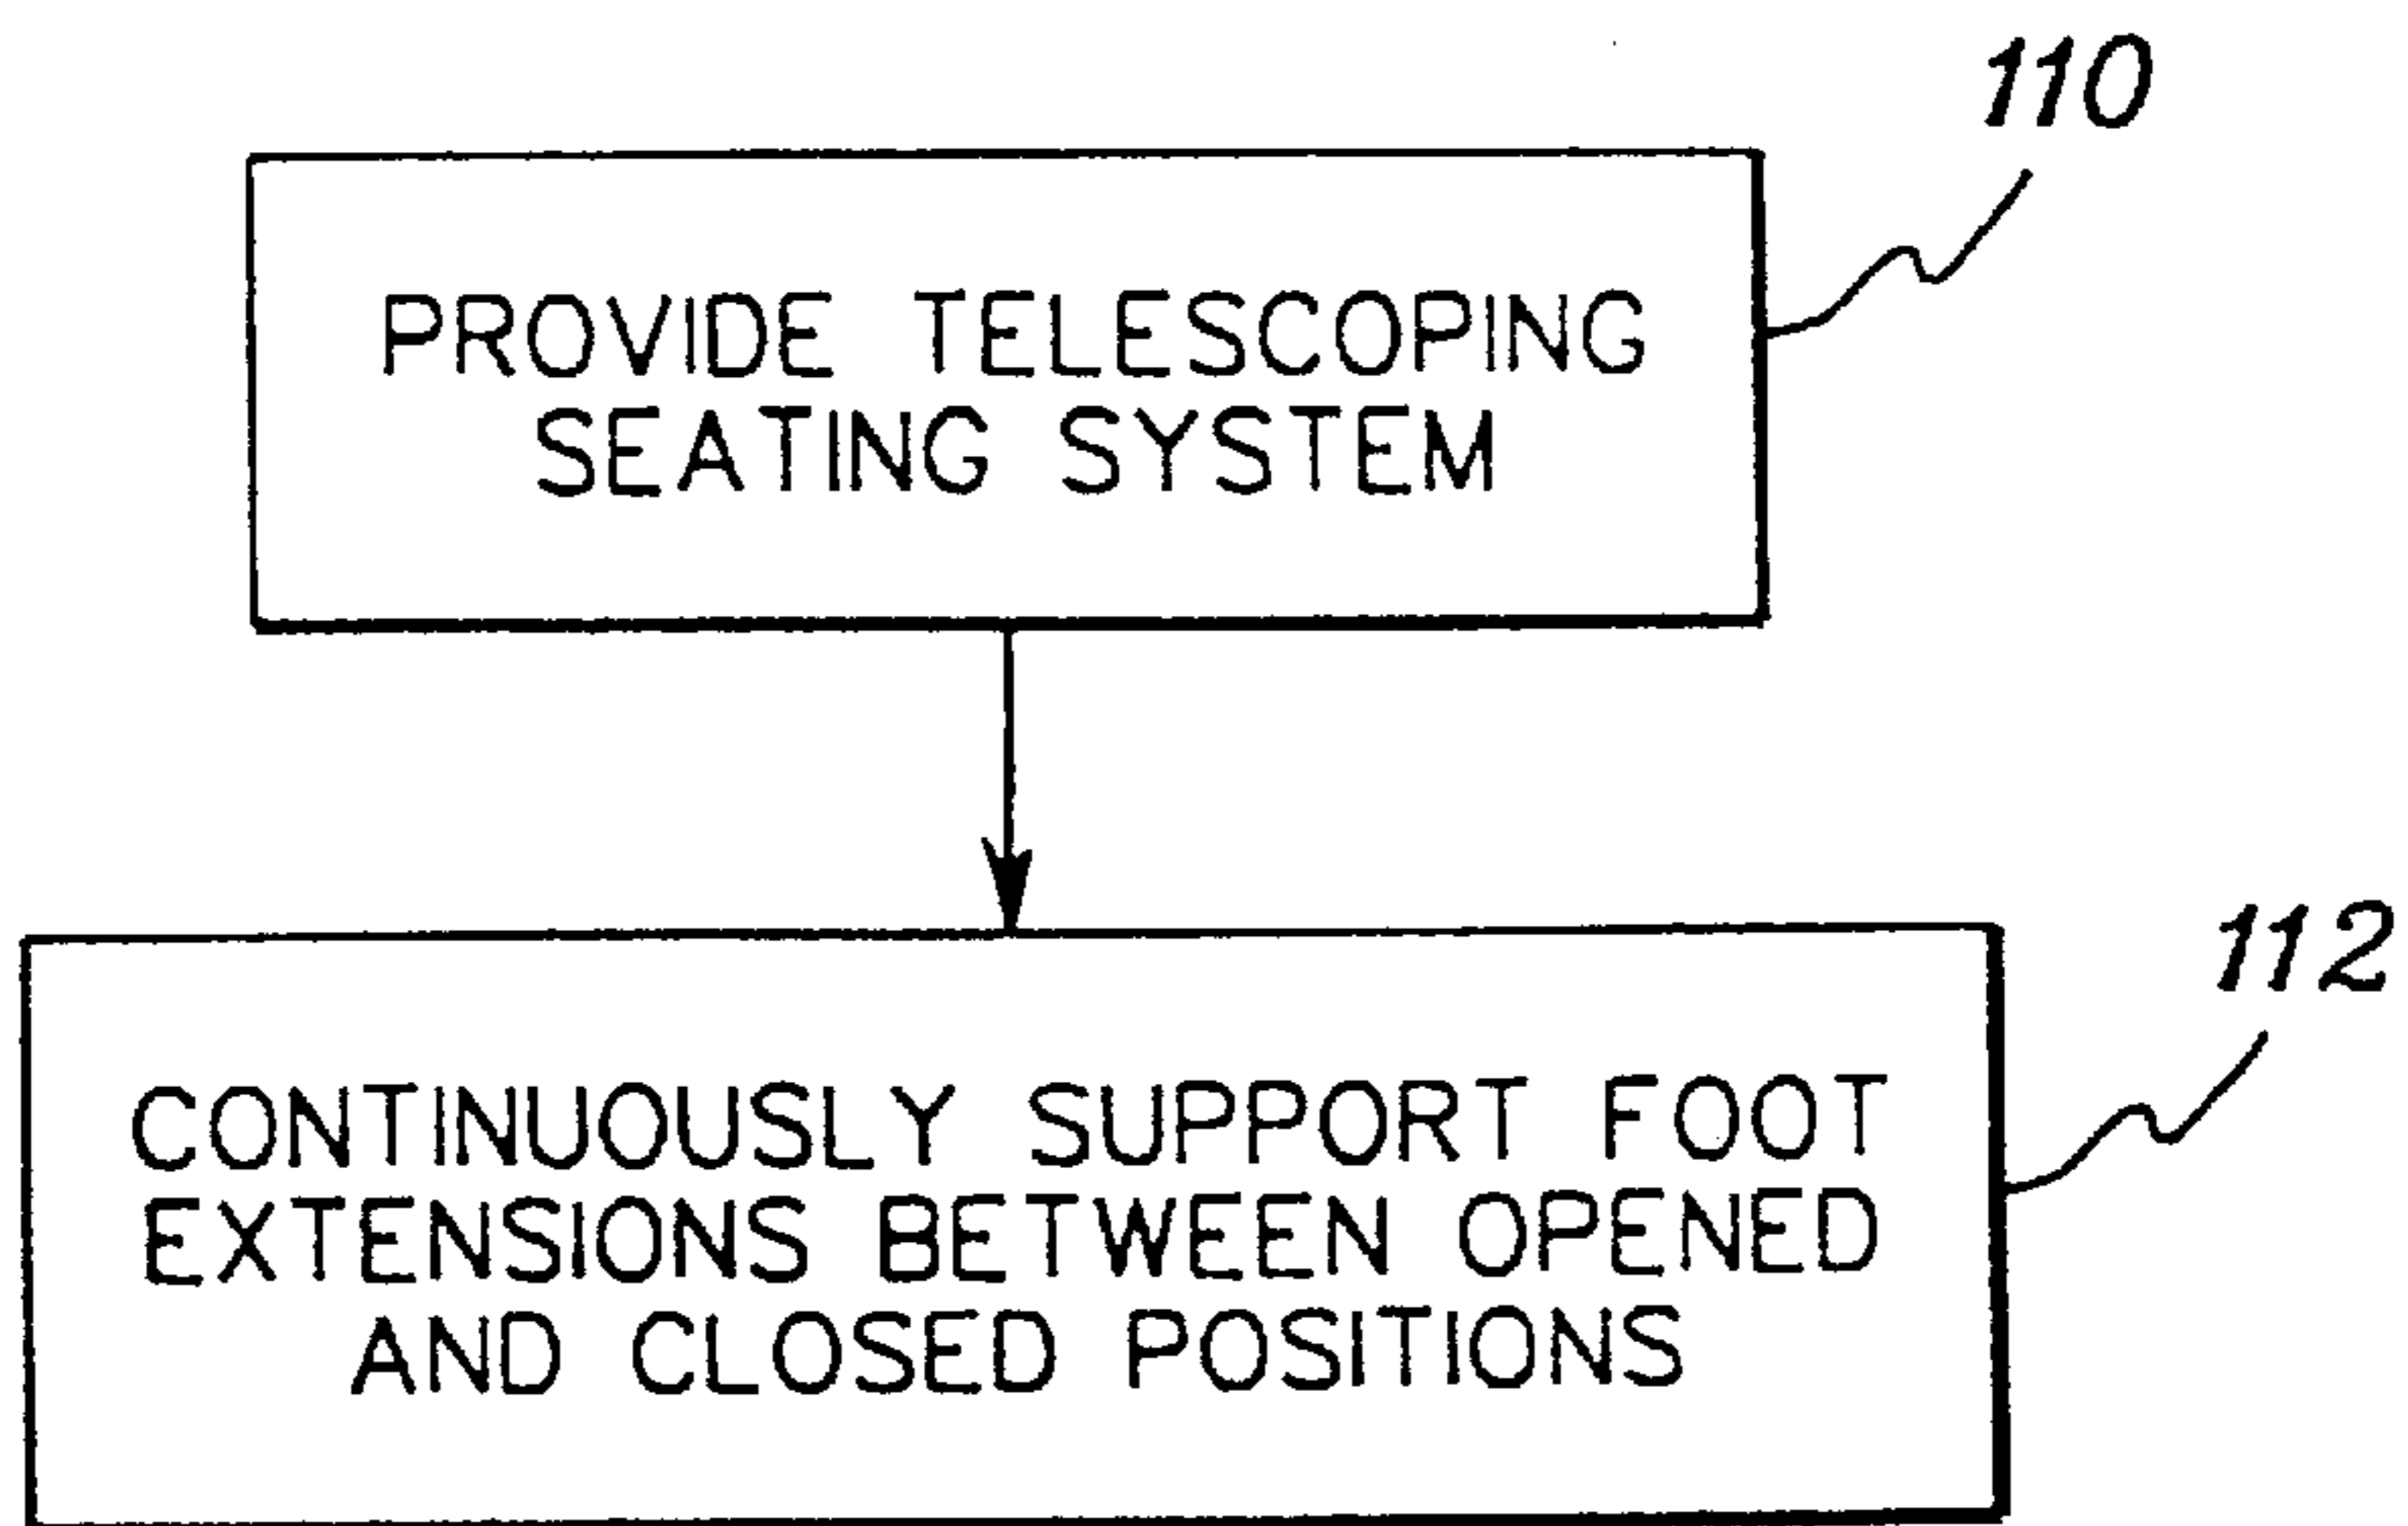 110
PROVIDE TELESCOPING
SEATING SYSTEM
112
CONTINUOUSLY SUPPORT FOOT
EXTENSIONS BETWEEN OPENED
AND CLOSED POSITIONS